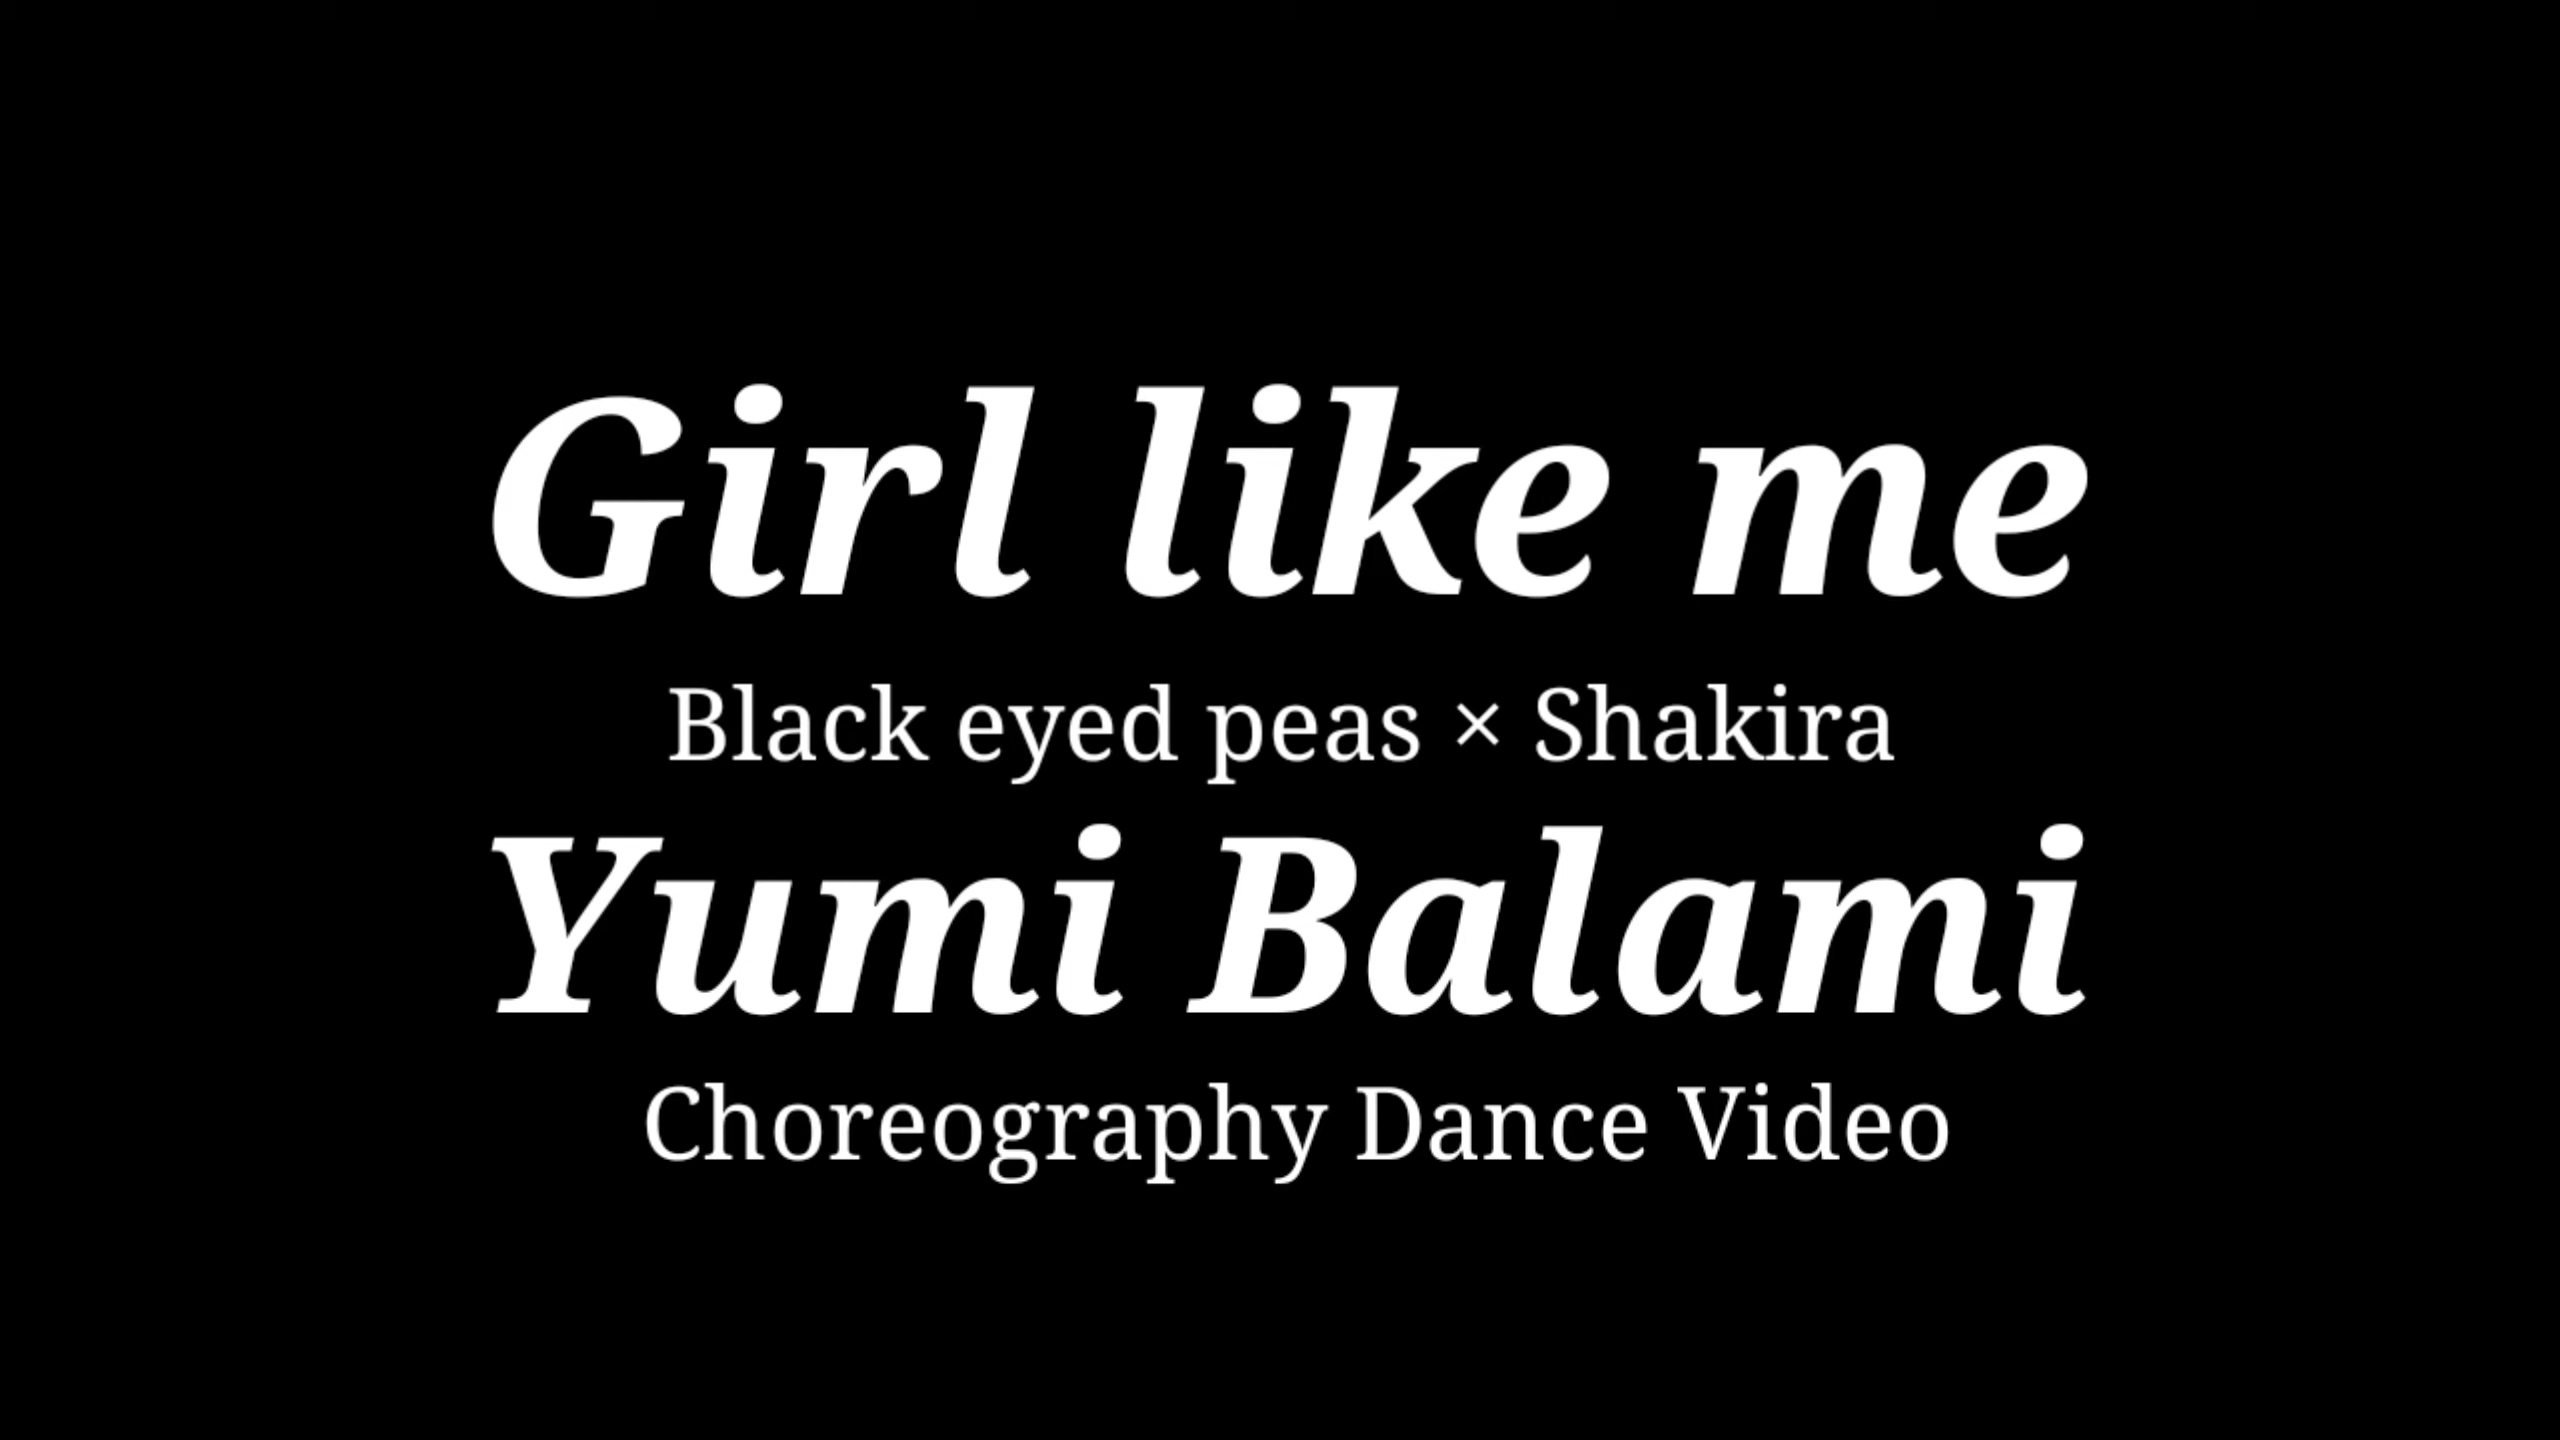 Girl like me
Black eyed peas × Shakira
Yumi Balami
Choreography Dance Video